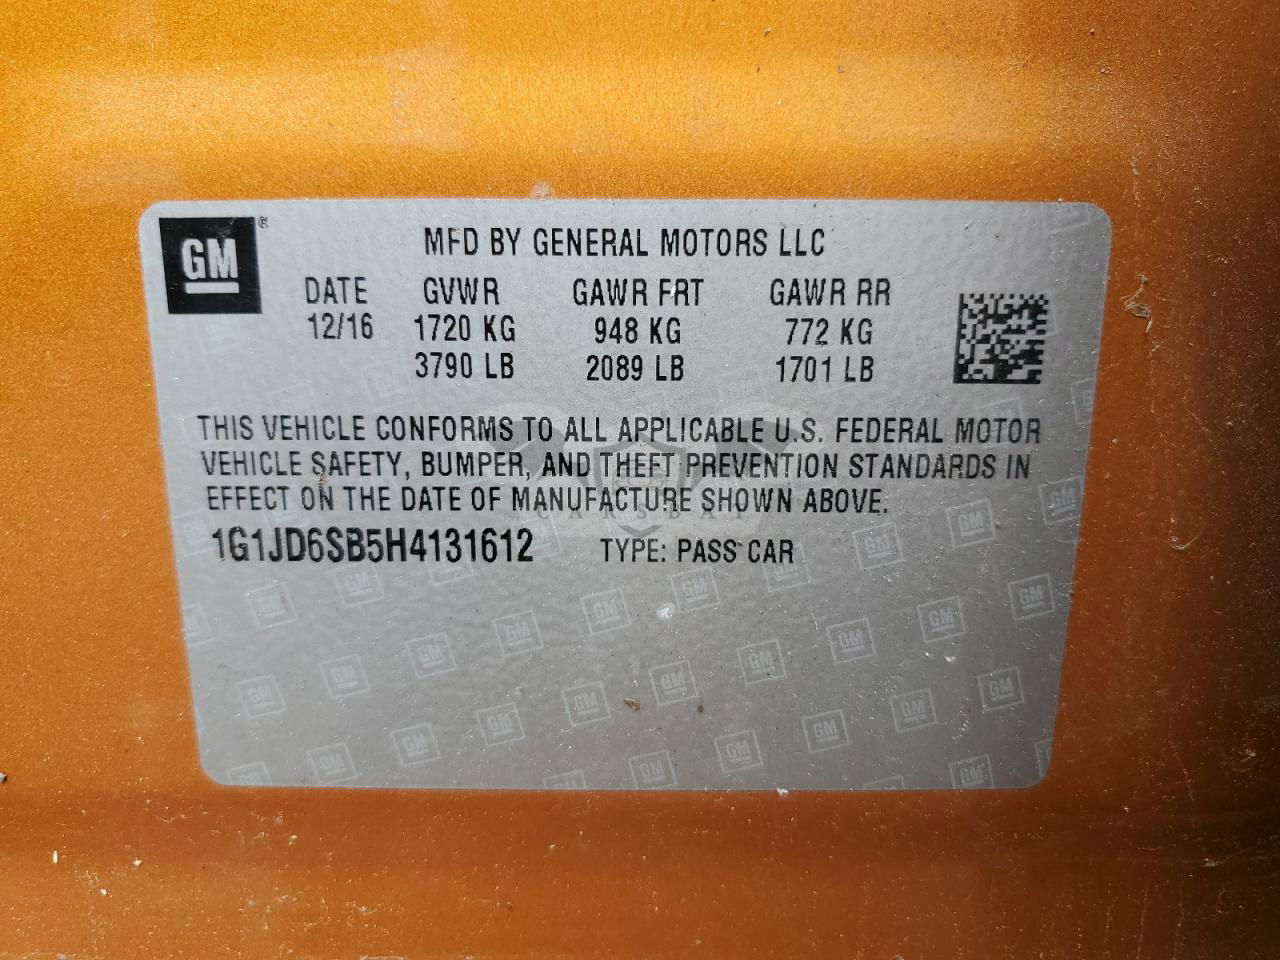 GM®
MFD BY GENERAL MOTORS LLC
DATE GVWR GAWR FRT GAWR RR
12/16 1720 KG 948 KG 772 KG
3790 LB 2089 LB 1701 LB
THIS VEHICLE CONFORMS TO ALL APPLICABLE U.S. FEDERAL MOTOR
VEHICLE SAFETY, BUMPER, AND THEFT PREVENTION STANDARDS IN
EFFECT ON THE DATE OF MANUFACTURE SHOWN ABOVE.
1G1JD6SB5H4131612 TYPE: PASS CAR